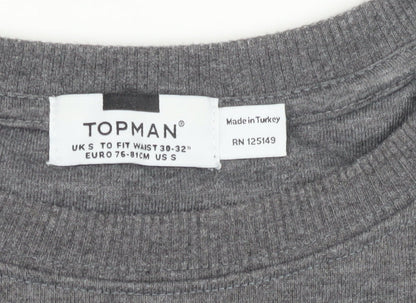 TOPMAN®
UK S TO FIT WAIST 30-32"
EURO 76-81CM US S
Made in Turkey
RN 125149